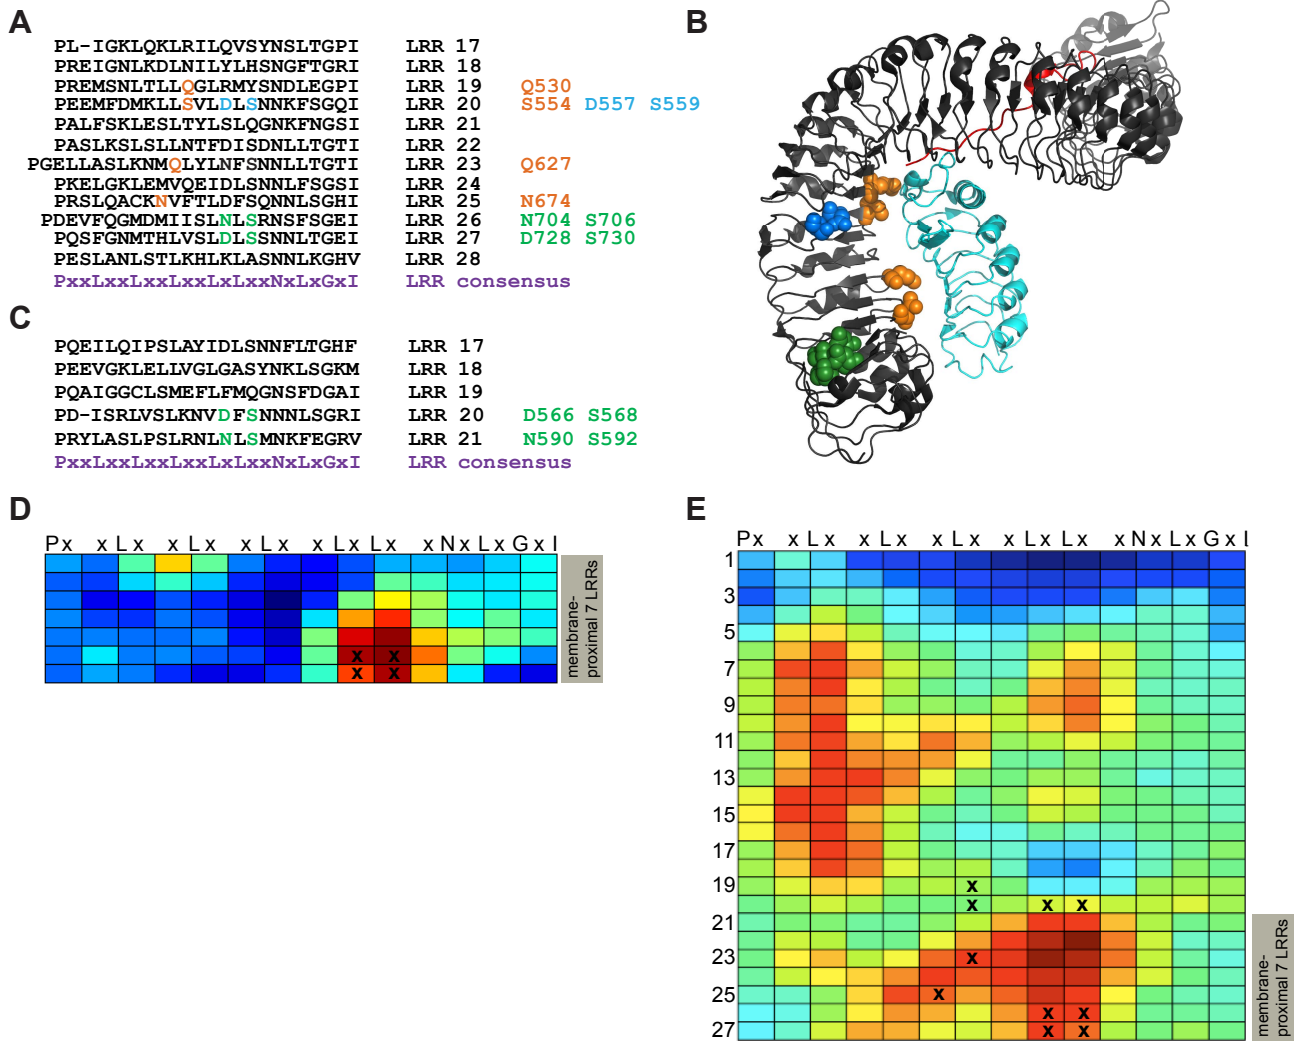 A
PL-IGKLQKLRILQVSYNSLTGPI LRR 17
PREIGNLKDLNILYLHSNGFTGRI LRR 18
PREMSNLTLLQGLRMYSNDLEGPI LRR 19 Q530
PEEMFDMKLLSVLDLSNNKFSGQI LRR 20 S554 D557 S559
PALFSKLESLTYLSLQGNKFNGSI LRR 21
PASLKSLSLLNTFDISDNLLTGTI LRR 22
PGELLASLKNMQLYLNFSNNLLTGTI LRR 23 Q627
PKELGKLEMVQEIDLSNNLFSGSI LRR 24
PRSLQACKNVFTLDFSQNNLSGSI LRR 25 N674
PDEVFQGMDMIISLNLSRNSFSGEI LRR 26 N704 S706
PQSFGNMTHLVSLDLSSNNLTGEI LRR 27 D728 S730
PESLANLSTLKHLKLASNNLKGHV LRR 28
PxxLxxLxxLxxLxLxxNxLxGxI LRR consensus
B
C
PQEILQIPSLAYIDLSNNFLTGHF LRR 17
PEEVGKLELLVGLGASYNKLSGKM LRR 18
PQAIGGCLSMEFLFMQGNSFDGAI LRR 19
PD-ISRLVSLKNVDFSNNNLSGRI LRR 20 D566 S568
PRYLASLPSLRNLNLSMNKFEGRV LRR 21 N590 S592
PxxLxxLxxLxxLxLxxNxLxGxI LRR consensus
D
Px xLx xLx xLx xLxLx xNxLxGxI
x x
x x
membrane-
proximal 7 LRRs
E
Px xLx xLx xLx xLxLx xNxLxGxI
1
3
5
7
9
11
13
15
17
19 x
x x x
21
23 x
25 x
x x
27 x x
membrane-
proximal 7 LRRs